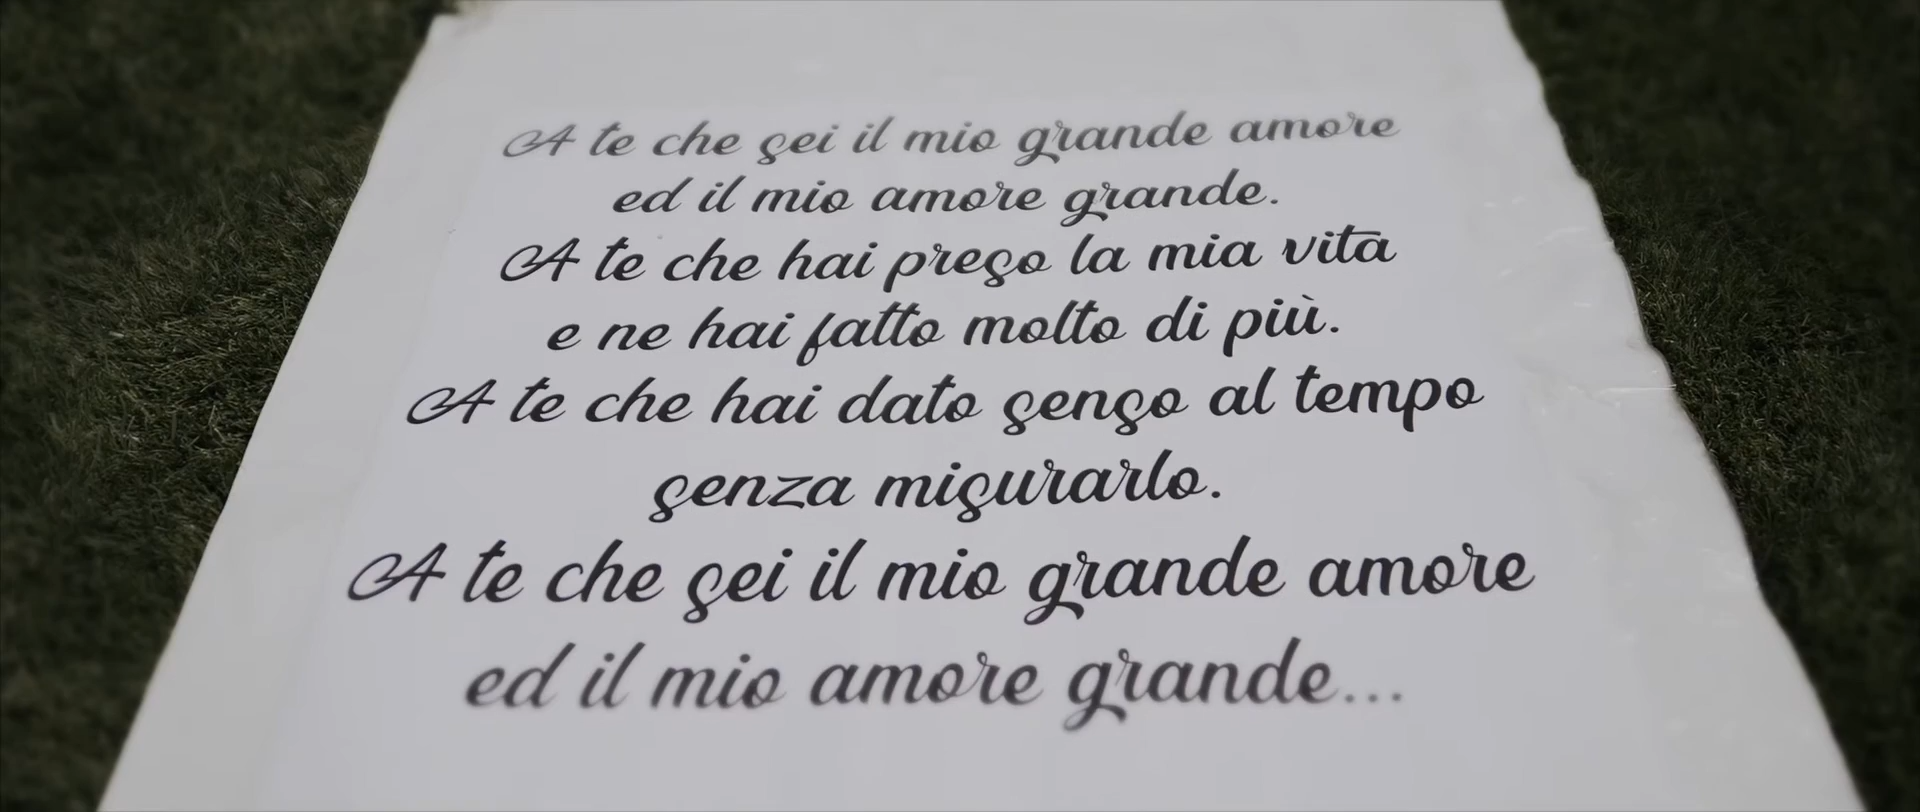 A te che sei il mio grande amore
ed il mio amore grande.
A te che hai preso la mia vita
e ne hai fatto molto di più.
A te che hai dato senso al tempo
senza misurarlo.
A te che sei il mio grande amore
ed il mio amore grande...